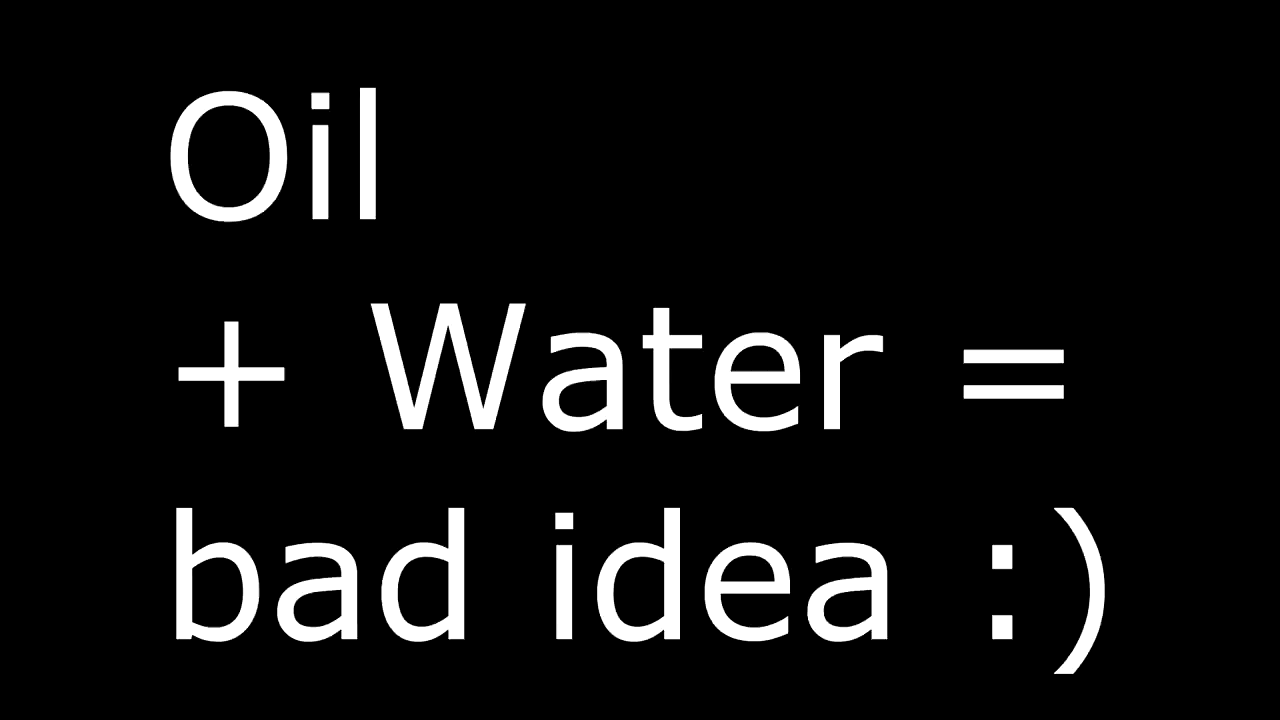 Oil
+ Water =
bad idea :)